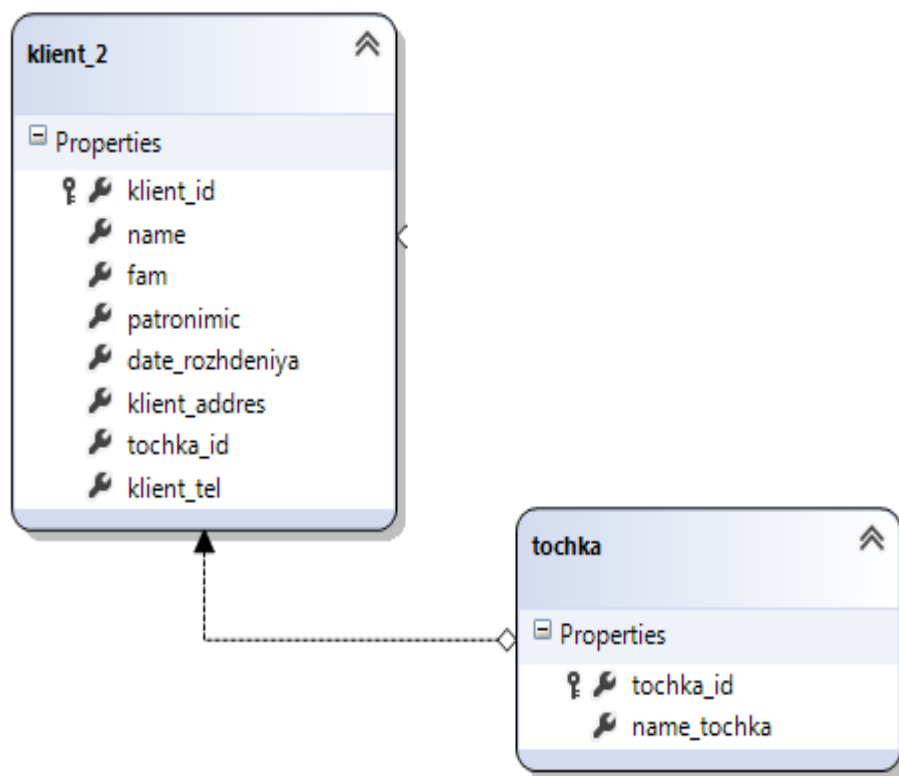 klient_2
Properties
klient_id
name
fam
patronimic
date_rozhdeniya
klient_addres
tochka_id
klient_tel
tochka
Properties
tochka_id
name_tochka